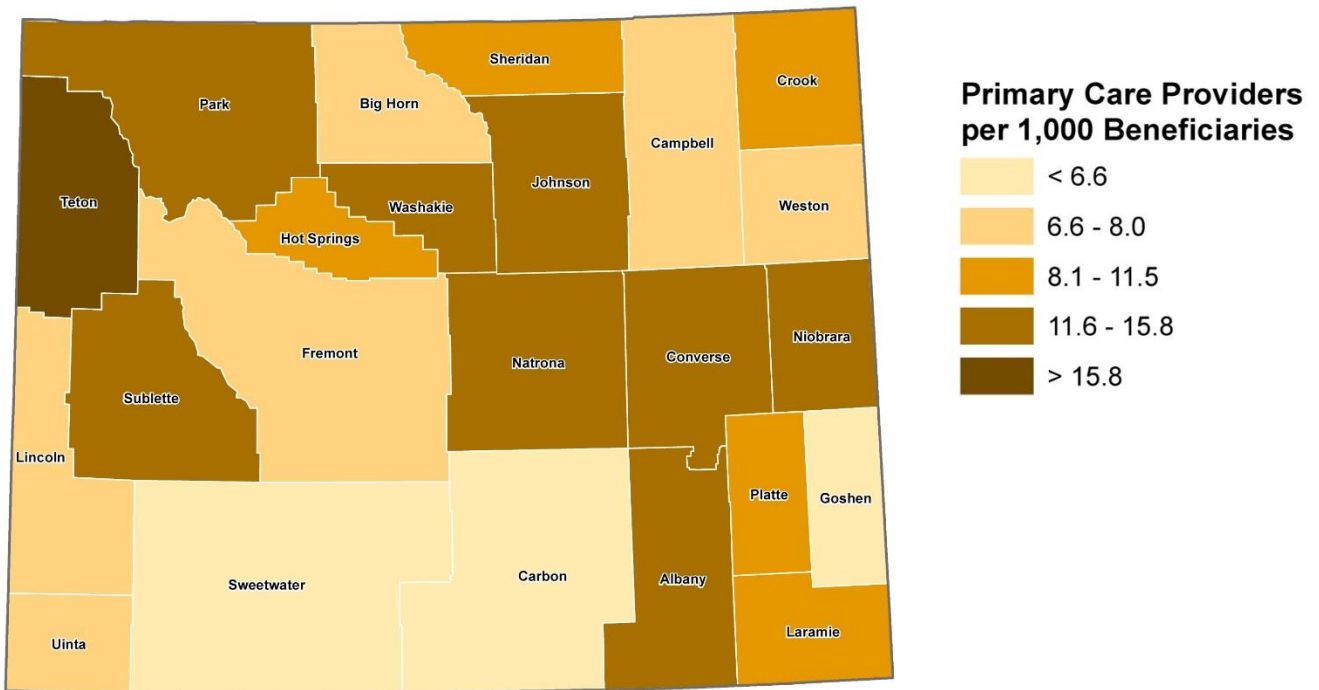 Sheridan
Crook
Park
Big Horn
Campbell
Johnson
Teton
Washakie
Weston
Hot Springs
Fremont
Natrona
Converse
Niobrara
Sublette
Lincoln
Platte
Goshen
Sweetwater
Carbon
Albany
Laramie
Uinta
Primary Care Providers
per 1,000 Beneficiaries
< 6.6
6.6 - 8.0
8.1 - 11.5
11.6 - 15.8
> 15.8